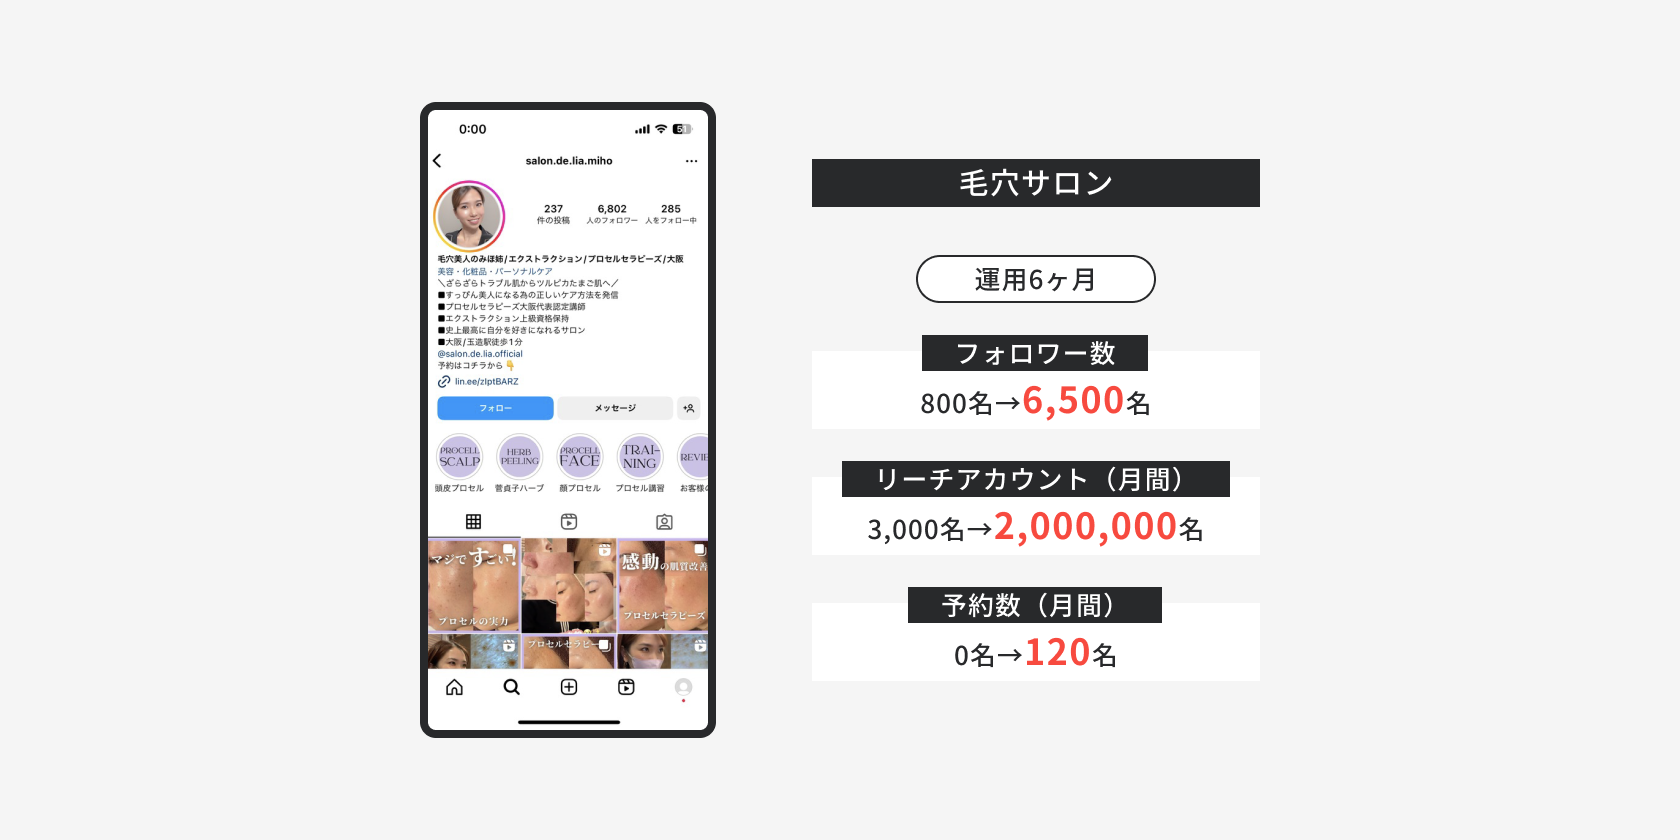 0:00
51
salon.de.lia.miho
237
件の投稿
6,802
人のフォロワー
285
人をフォロー中
毛穴美人のみほ姉/エクストラクション/プロセルセラピーズ/大阪
美容・化粧品・パーソナルケア
＼ざらざらトラブル肌からツルピカたまご肌へ／
■すっぴん美人になる為の正しいケア方法を発信
■プロセルセラピーズ大阪代表認定講師
■エクストラクション上級資格保持
■史上最高に自分を好きになれるサロン
■大阪/玉造駅徒歩1分
@salon.de.lia.official
予約はコチラから👇
lin.ee/zIptBARZ
フォロー
メッセージ
PROCELL
SCALP
HERB
PEELING
PROCELL
FACE
TRAI-
NING
REVIE
頭皮プロセル
菅貞子ハーブ
顔プロセル
プロセル講習
お客様の
マジですごい!
プロセルの実力
感動の肌質改善
プロセルセラピーズ
プロセルセラピー
毛穴サロン
運用6ヶ月
フォロワー数
800名→6,500名
リーチアカウント（月間）
3,000名→2,000,000名
予約数（月間）
0名→120名